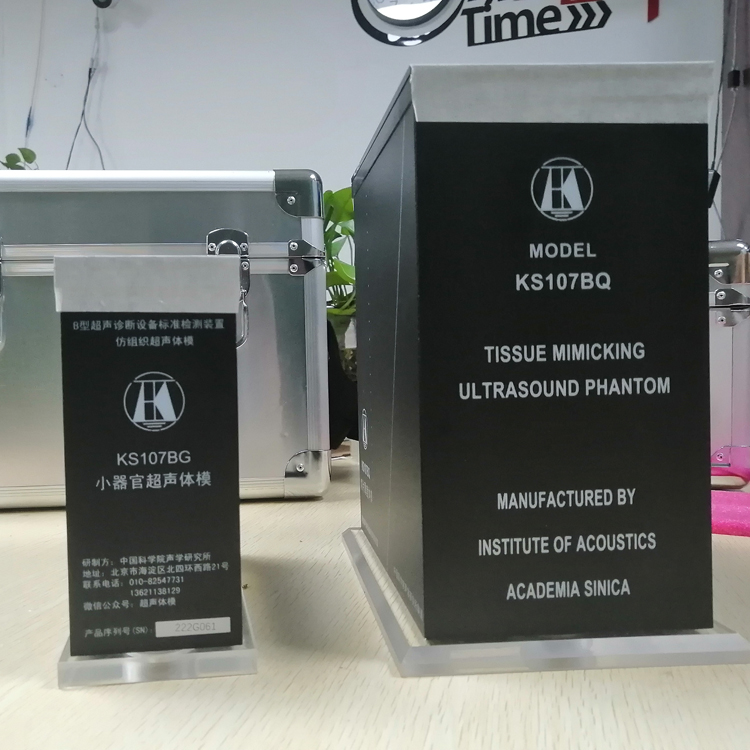 Time
B型超声诊断设备标准检测装置
仿组织超声体模
KS107BG
小器官超声体模
研制方：中国科学院声学研究所
地址：北京市海淀区北四环西路21号
联系电话：010-82547731
13621138129
微信公众号：超声体模
产品序列号(SN)：222G061
MODEL
KS107BQ
TISSUE MIMICKING
ULTRASOUND PHANTOM
MANUFACTURED BY
INSTITUTE OF ACOUSTICS
ACADEMIA SINICA